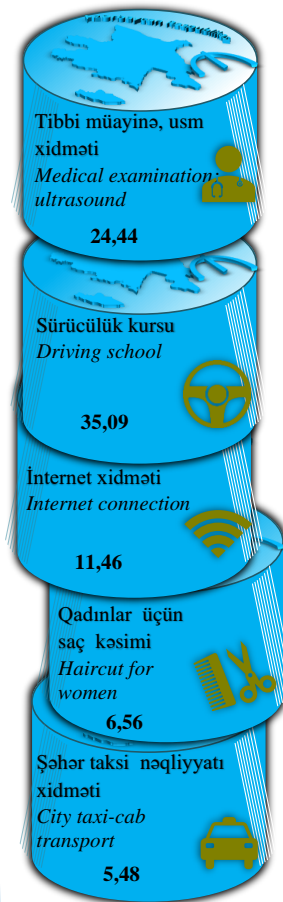 Tibbi müayinə, usm
xidməti
Medical examination;
ultrasound
24,44
Sürücülük kursu
Driving school
35,09
İnternet xidməti
Internet connection
11,46
Qadınlar üçün
saç kəsimi
Haircut for
women
6,56
Şəhər taksi nəqliyyatı
xidməti
City taxi-cab
transport
5,48